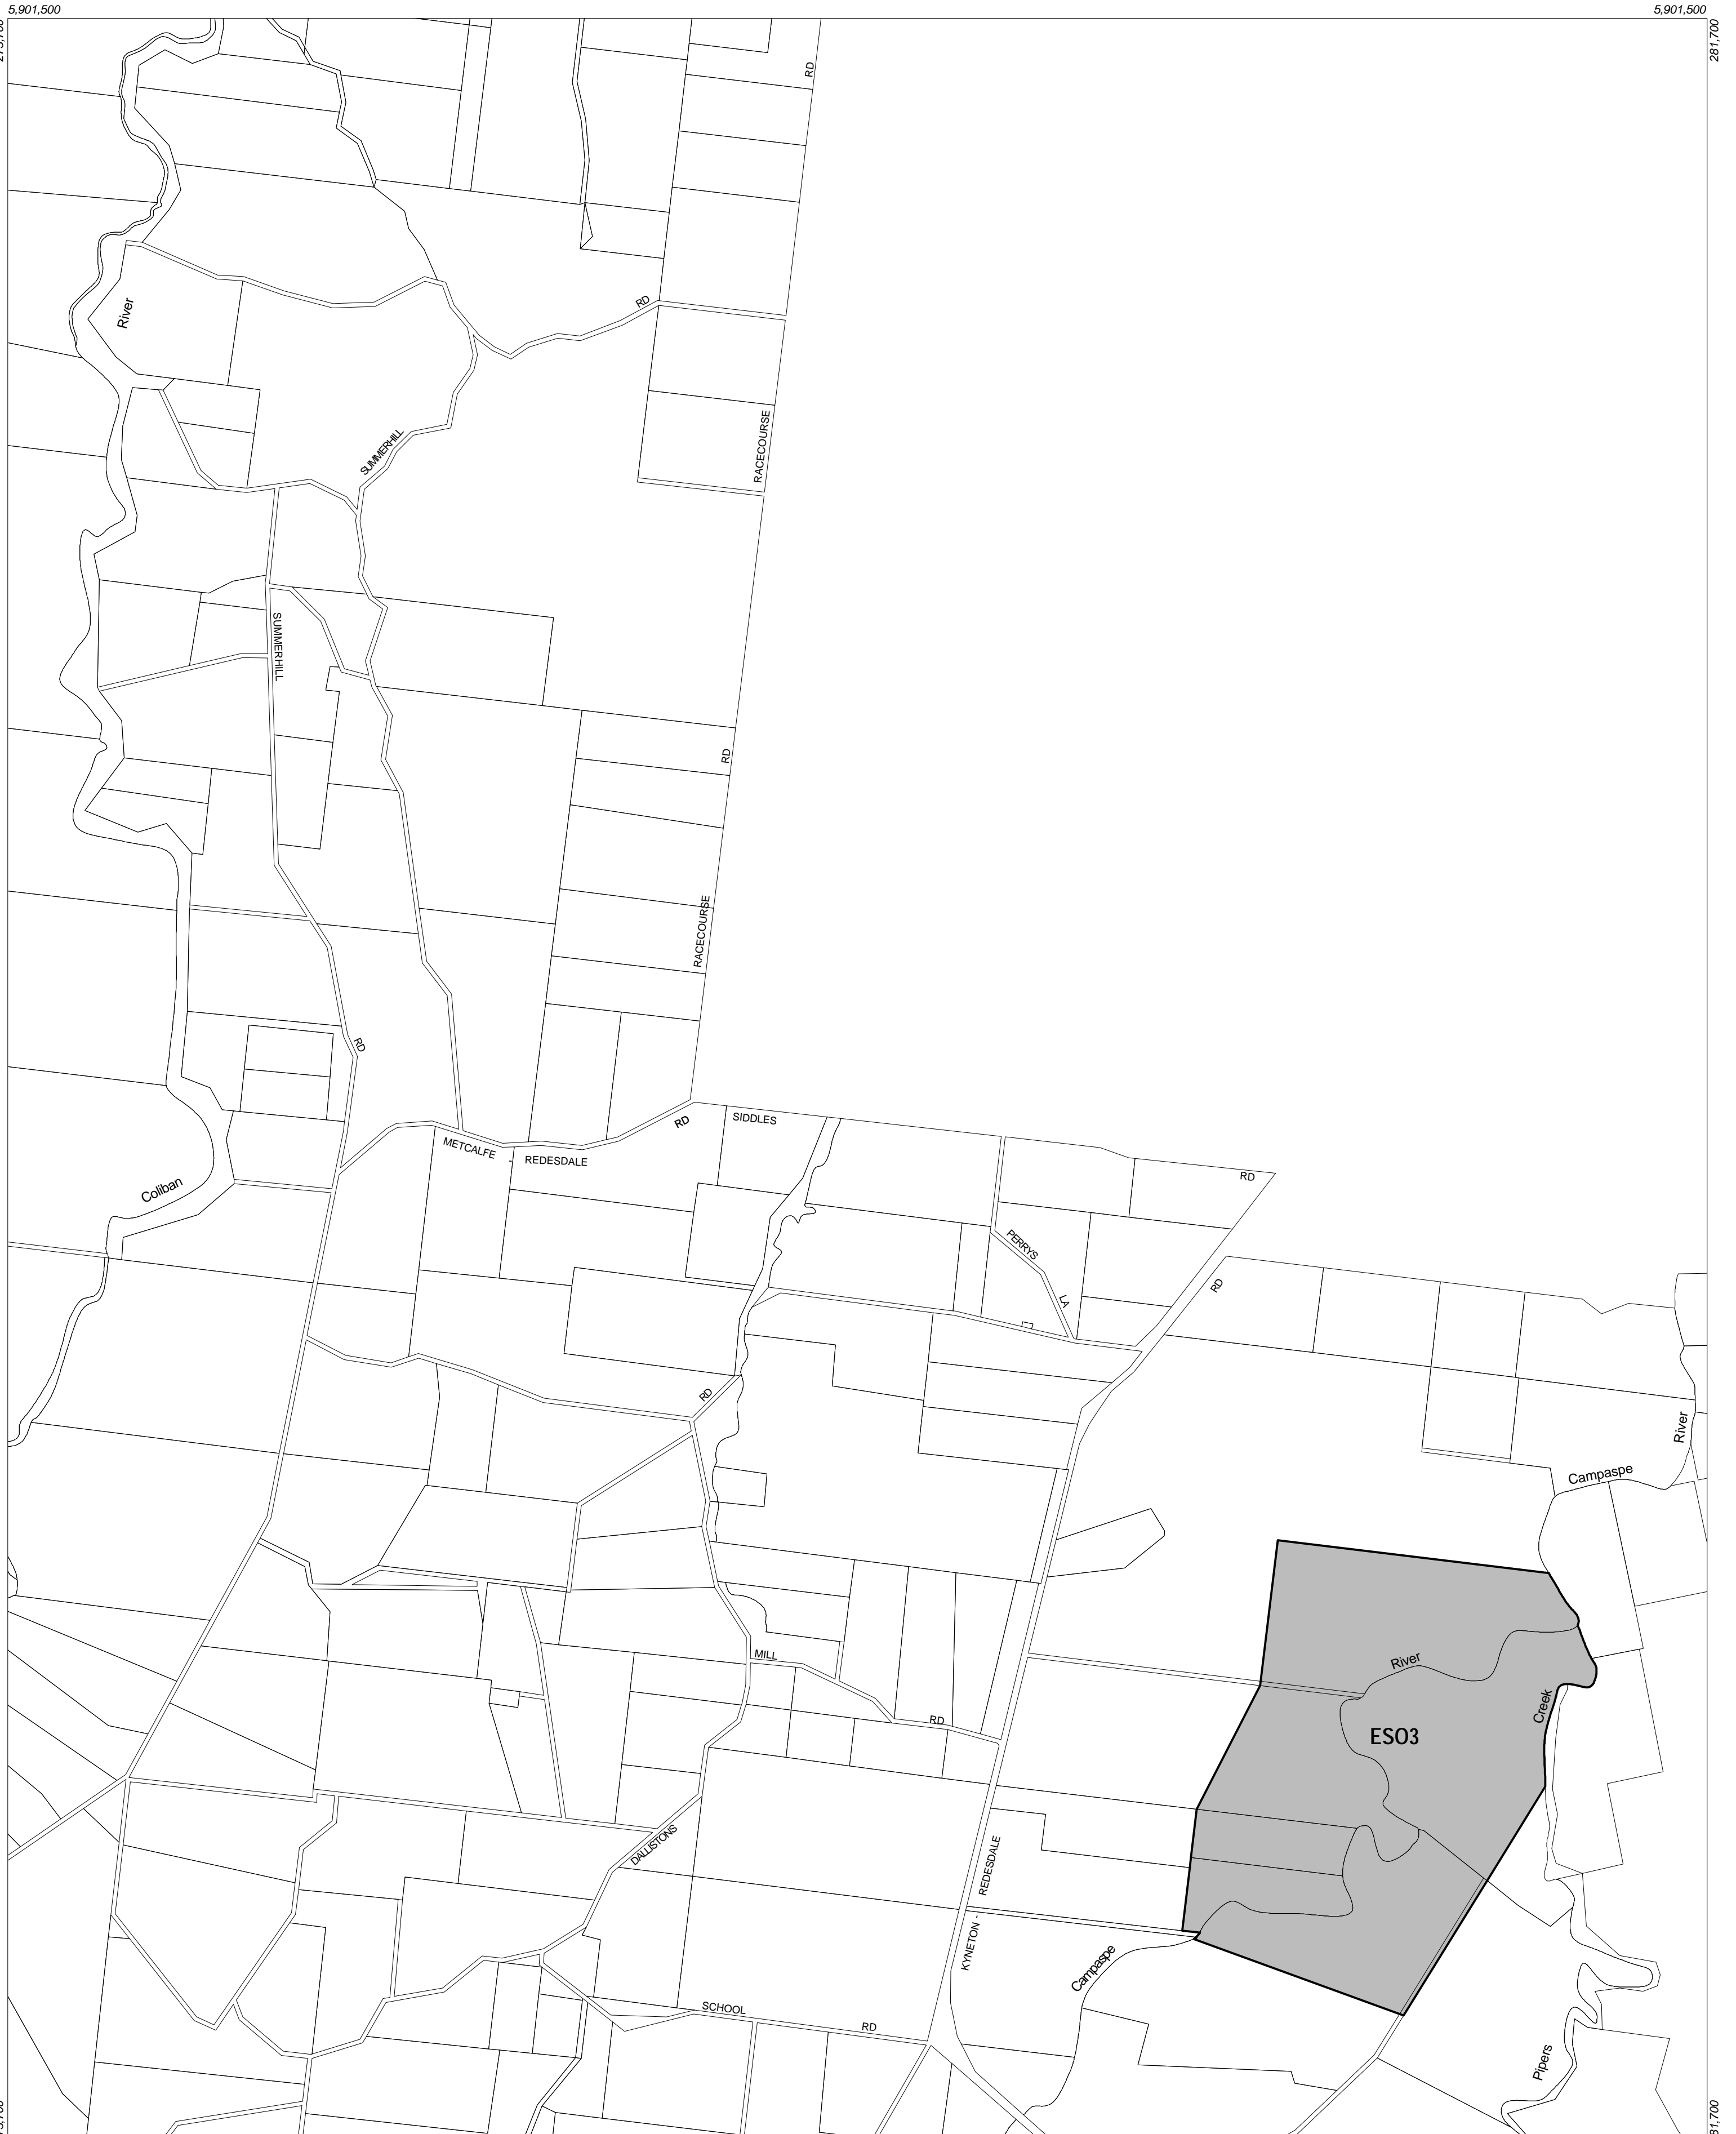 5,901,500
5,901,500
281,700
RD
River
RD
RACECOURSE
SUMMERHILL
SUMMERHILL
RD
RACECOURSE
RD
SIDDLES
RD
METCALFE - REDESDALE
RD
Coliban
PERRYS
LA
RD
RD
River
Campaspe
MILL
River
Creek
RD
ESO3
DALLISTONS
REDESDALE
KYNETON -
Campaspe
SCHOOL
RD
Pipers